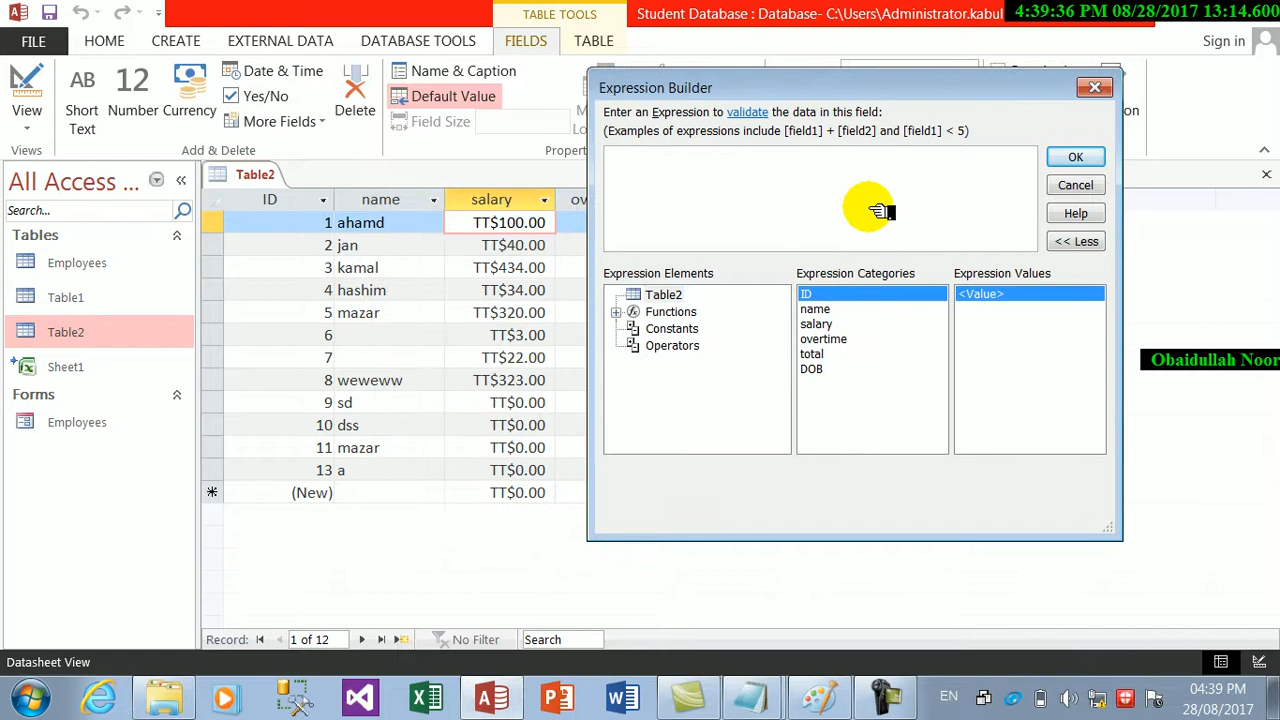 TABLE TOOLS
Student Database : Database- C:\Users\Administrator.kabul
4:39:36 PM 08/28/2017 13:14.600
FILE HOME CREATE EXTERNAL DATA DATABASE TOOLS FIELDS TABLE Sign in
View
Views
AB
Short Text
12
Number
Currency
Date & Time
Yes/No
More Fields
Delete
Add & Delete
Name & Caption
Default Value
Field Size
Propert
All Access ...
Search...
Tables
Employees
Table1
Table2
Sheet1
Forms
Employees
Table2
ID name salary ov
1 ahamd TT$100.00
2 jan TT$40.00
3 kamal TT$434.00
4 hashim TT$34.00
5 mazar TT$320.00
6 TT$3.00
7 TT$22.00
8 weweww TT$323.00
9 sd TT$0.00
10 dss TT$0.00
11 mazar TT$0.00
13 a TT$0.00
(New) TT$0.00
Expression Builder
Enter an Expression to validate the data in this field:
(Examples of expressions include [field1] + [field2] and [field1] < 5)
OK
Cancel
Help
<< Less
Expression Elements
Table2
Functions
Constants
Operators
Expression Categories
ID
name
salary
overtime
total
DOB
Expression Values
<Value>
Obaidullah Noor
Record: 1 of 12 No Filter Search
Datasheet View
EN
04:39 PM
28/08/2017